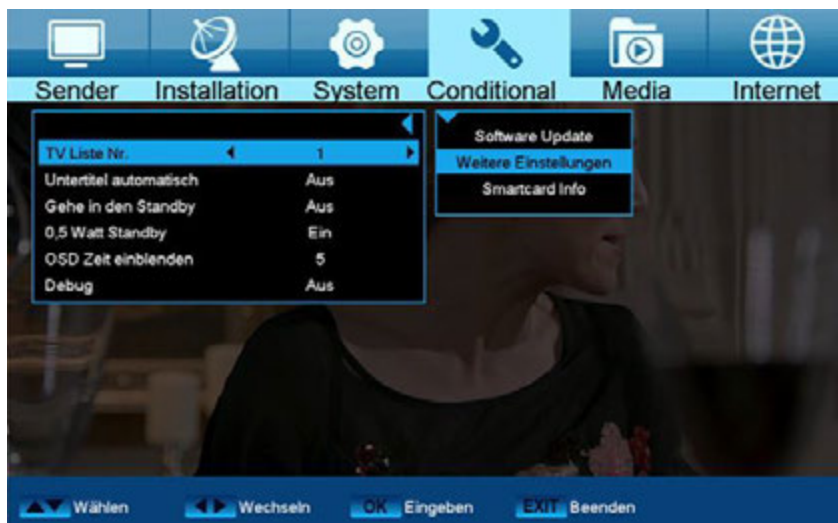 Sender Installation System Conditional Media Internet
TV Liste Nr. 1
Untertitel automatisch Aus
Gehe in den Standby Aus
0,5 Watt Standby Ein
OSD Zeit einblenden 5
Debug Aus
Software Update
Weitere Einstellungen
Smartcard Info
Wählen Wechseln OK Eingeben EXIT Beenden